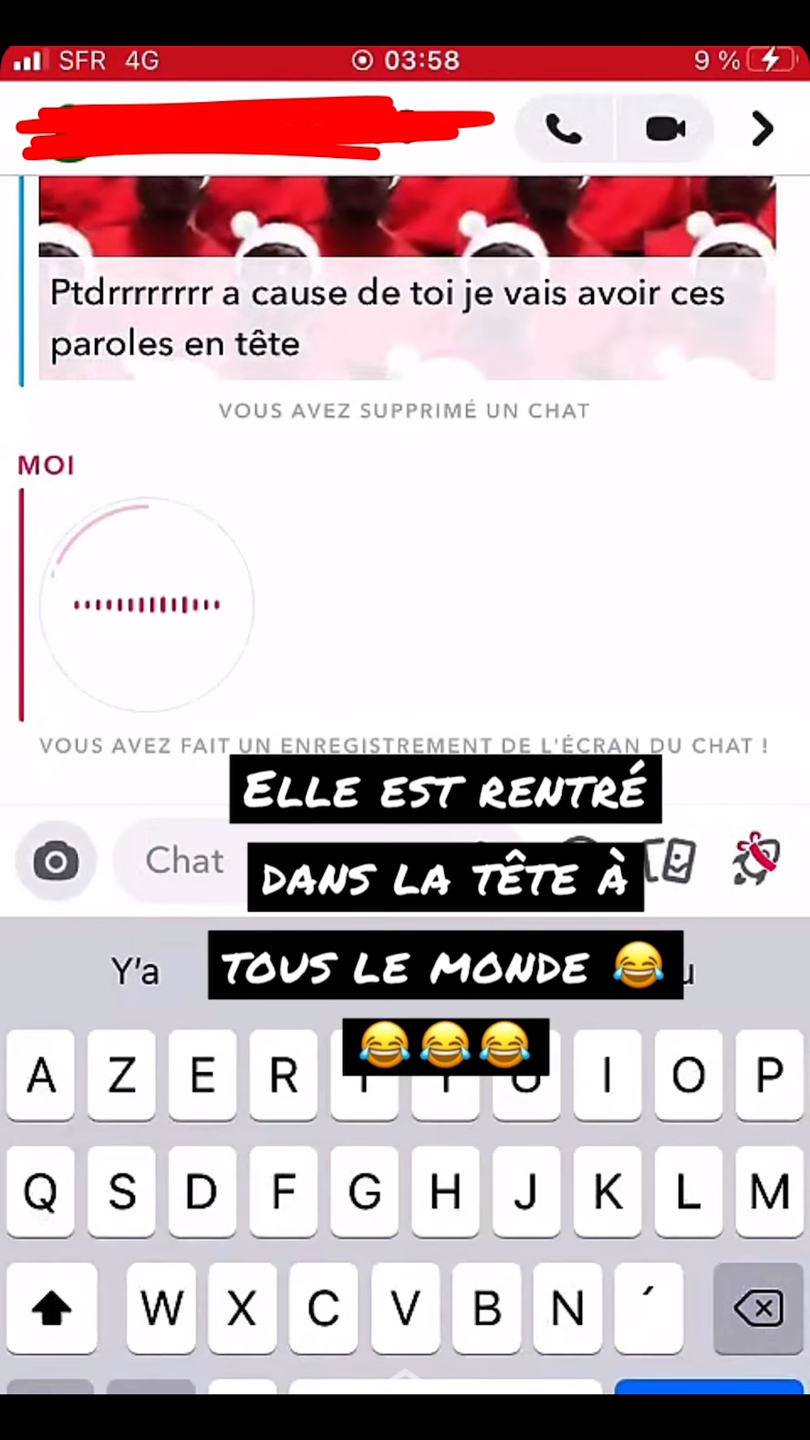 SFR 4G 03:58 9 %
Ptdrrrrrrrr a cause de toi je vais avoir ces
paroles en tête
VOUS AVEZ SUPPRIMÉ UN CHAT
MOI
VOUS AVEZ FAIT UN ENREGISTREMENT DE L'ÉCRAN DU CHAT !
ELLE EST RENTRÉ
Chat
DANS LA TÊTE À
Y'a
TOUS LE MONDE 😂
😂😂😂
A Z E R T Y U I O P
Q S D F G H J K L M
W X C V B N ´